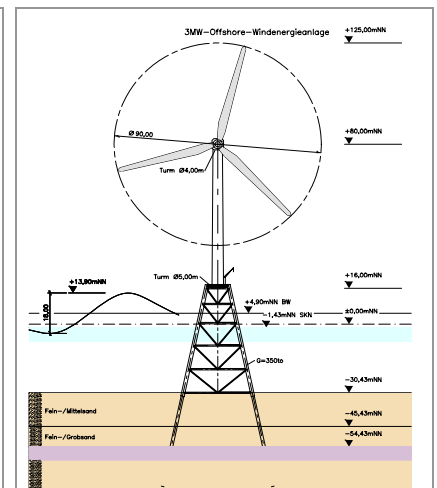 3MW-Offshore-Windenergieanlage
+125,00mNN
Ø 90,00
+80,00mNN
Turm Ø4,00m
Turm Ø5,00m
+16,00mNN
+13,90mNN
+4,90mNN BW
±0,00mNN
-1,43mNN SKN
G=350to
-30,43mNN
Fein-/Mittelsand
-45,43mNN
Fein-/Grobsand
-54,43mNN